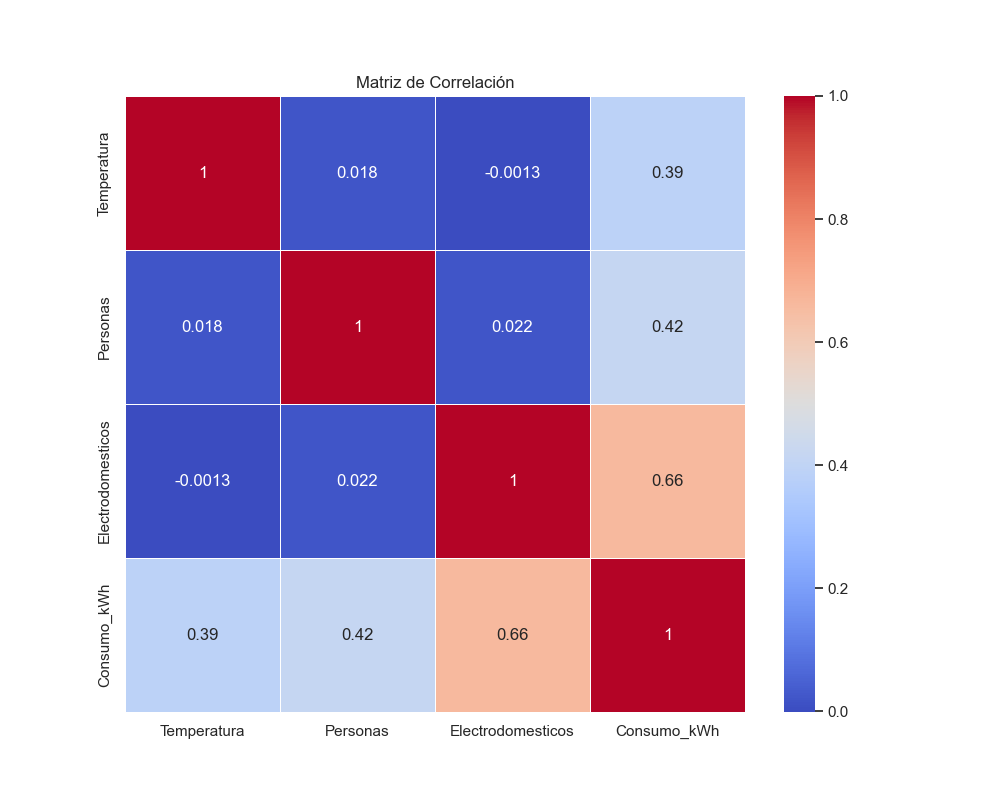 Matriz de Correlación
Temperatura
1
0.018
-0.0013
0.39
Personas
0.018
1
0.022
0.42
Electrodomesticos
-0.0013
0.022
1
0.66
Consumo_kWh
0.39
0.42
0.66
1
Temperatura
Personas
Electrodomesticos
Consumo_kWh
1.0
0.8
0.6
0.4
0.2
0.0